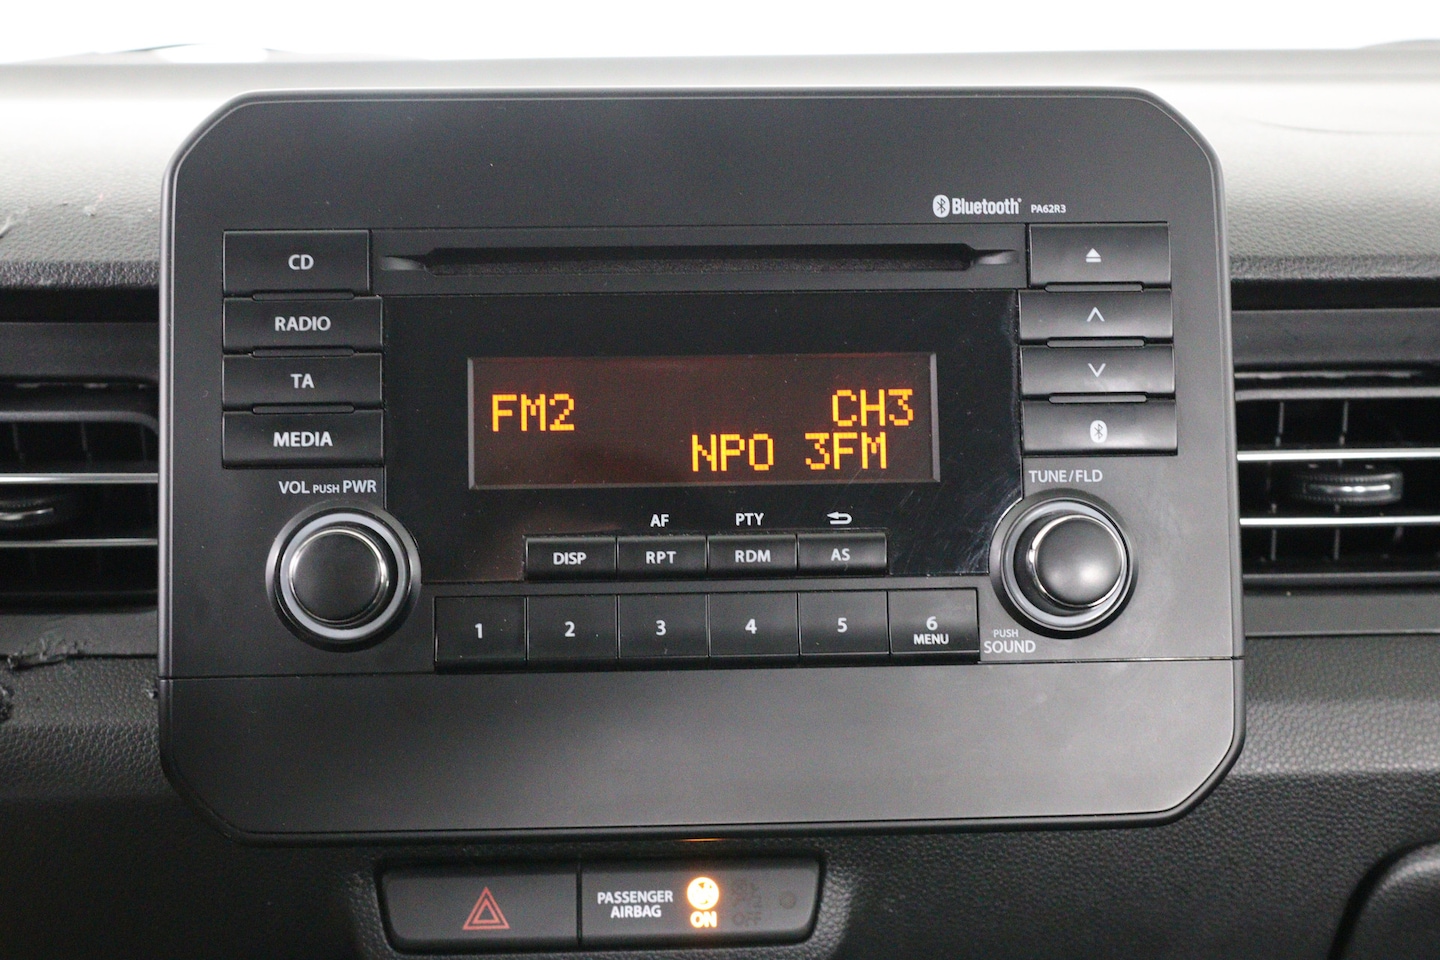 Bluetooth® PA62R3
CD
RADIO
TA
MEDIA
VOL PUSH PWR
FM2 CH3
NPO 3FM
TUNE/FLD
AF PTY
DISP RPT RDM AS
1 2 3 4 5 6
MENU
PUSH
SOUND
PASSENGER
AIRBAG
ON OFF